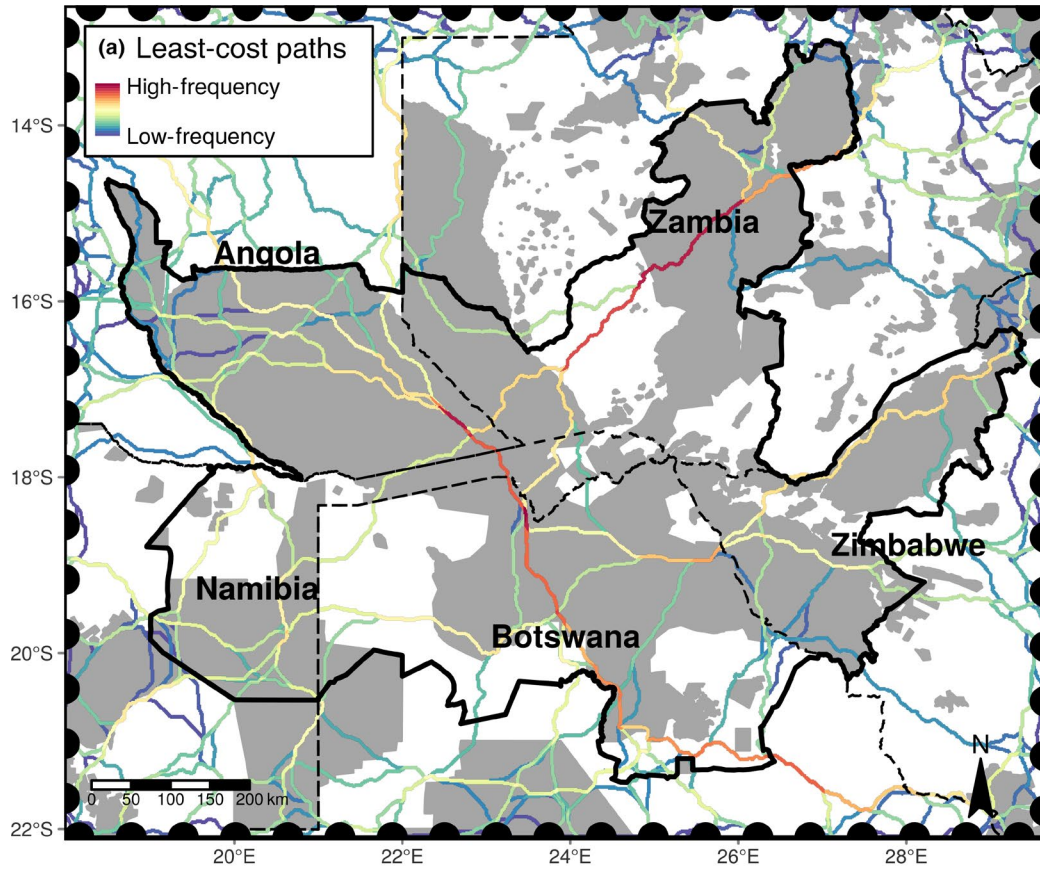 (a) Least-cost paths
High-frequency
Low-frequency
14°S
16°S
18°S
20°S
22°S
Angola
Zambia
Namibia
Botswana
Zimbabwe
N
0 50 100 150 200 km
20°E 22°E 24°E 26°E 28°E